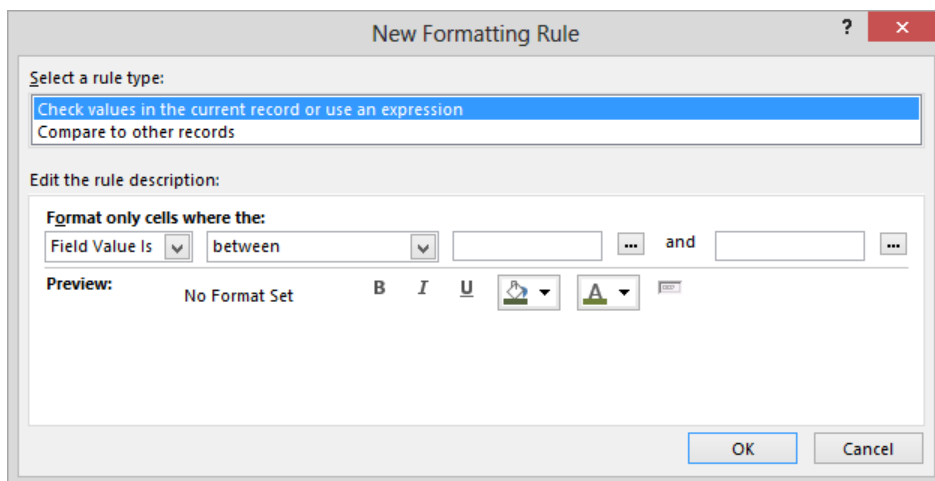 New Formatting Rule
?
Select a rule type:
Check values in the current record or use an expression
Compare to other records
Edit the rule description:
Format only cells where the:
Field Value Is between ... and ...
Preview: No Format Set B I U A
OK Cancel